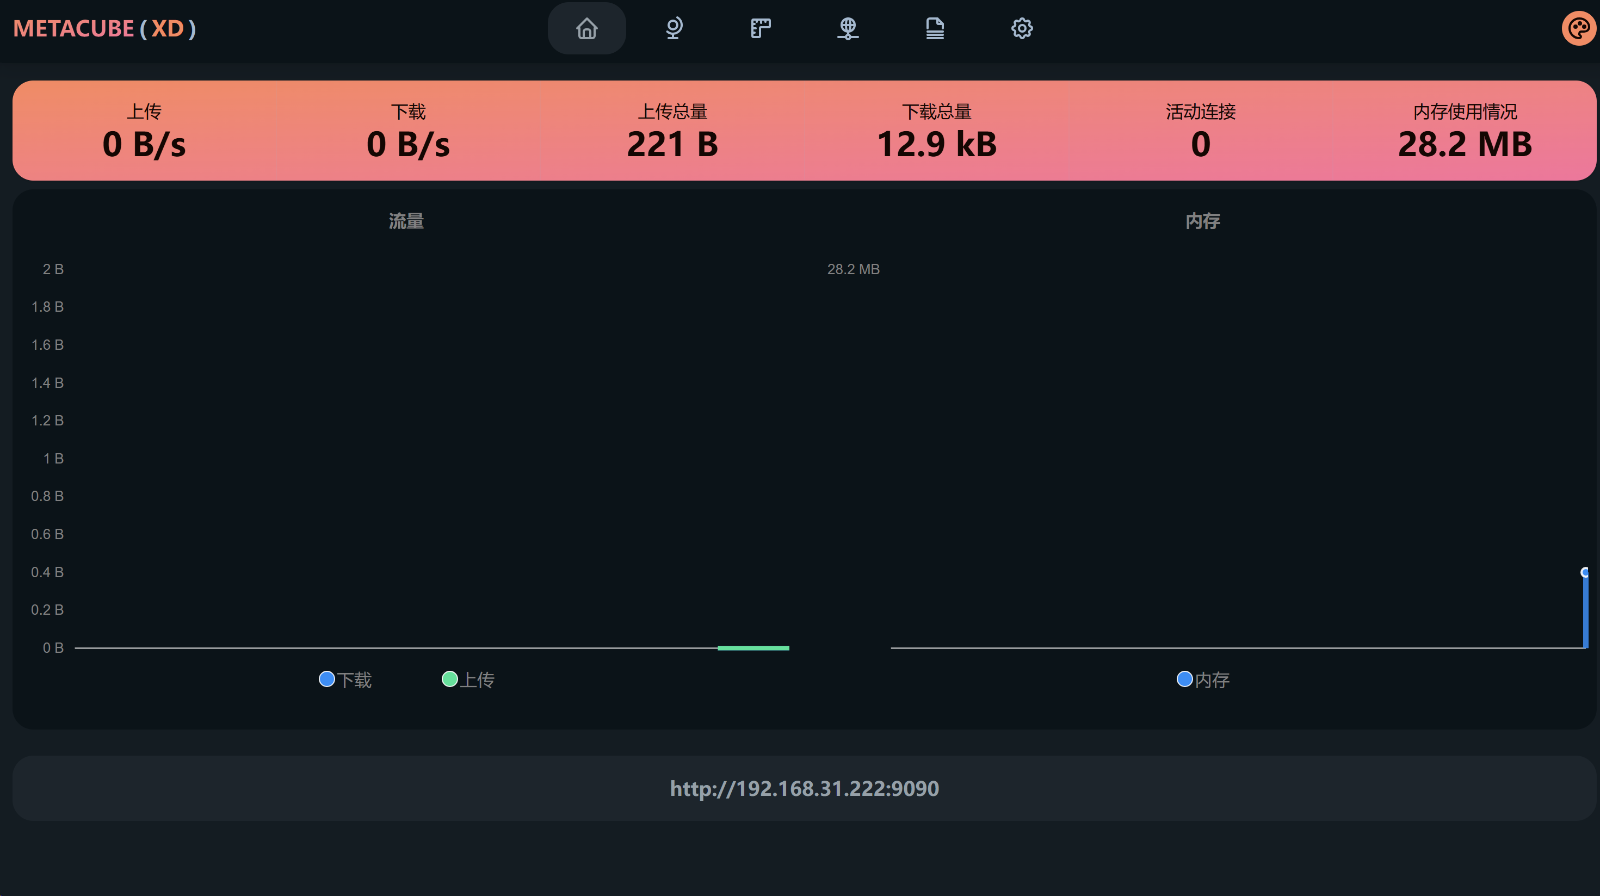 METACUBE(XD)
上传
0 B/s
下载
0 B/s
上传总量
221 B
下载总量
12.9 kB
活动连接
0
内存使用情况
28.2 MB
流量
2 B
1.8 B
1.6 B
1.4 B
1.2 B
1 B
0.8 B
0.6 B
0.4 B
0.2 B
0 B
下载
上传
内存
28.2 MB
内存
http://192.168.31.222:9090